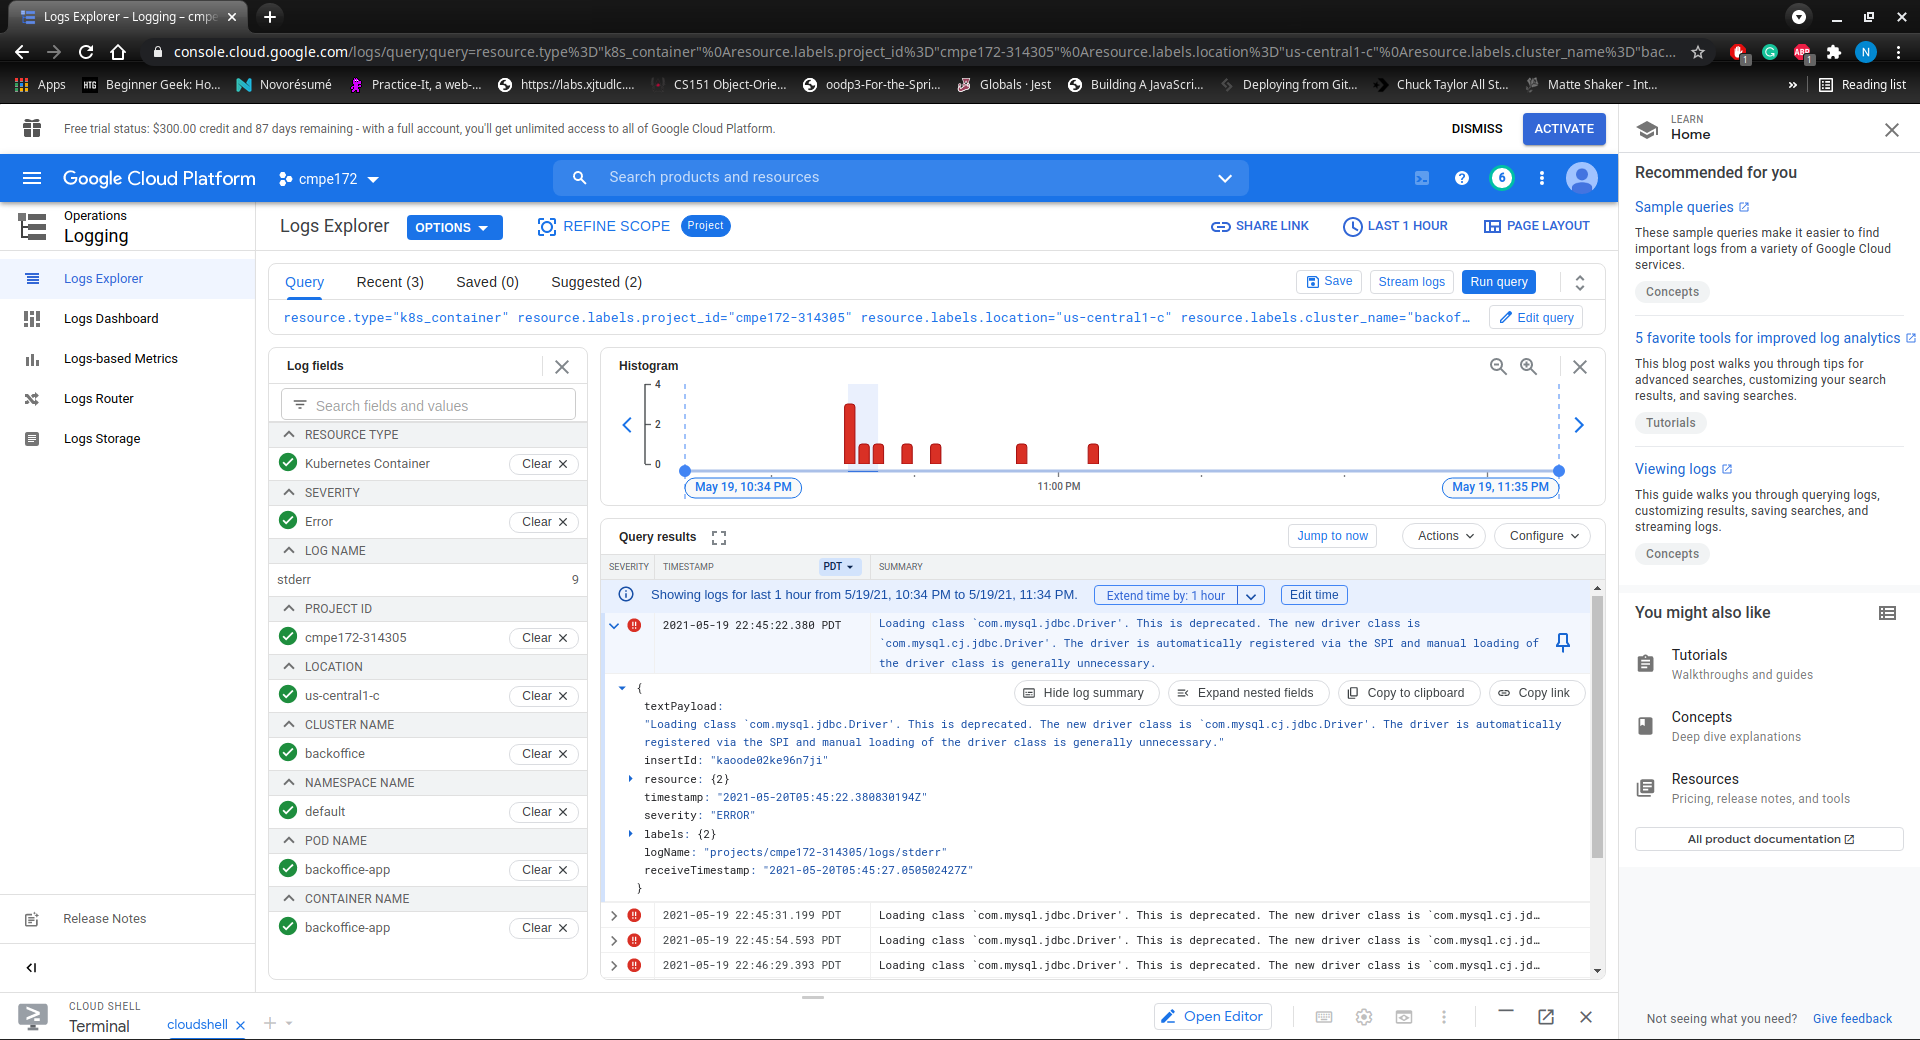 Logs Explorer – Logging – cmpe
console.cloud.google.com/logs/query;query=resource.type%3D"k8s_container"%0Aresource.labels.project_id%3D"cmpe172-314305"%0Aresource.labels.location%3D"us-central1-c"%0Aresource.labels.cluster_name%3D"bac...
1 ABP 1 N
Apps HTG Beginner Geek: Ho... Novorésumé Practice-It, a web-... https://labs.xjtudlc.... CS151 Object-Orie... oodp3-For-the-Spri... Globals · Jest Building A JavaScri... Deploying from Git... Chuck Taylor All St... Matte Shaker - Int... » Reading list
Free trial status: $300.00 credit and 87 days remaining - with a full account, you'll get unlimited access to all of Google Cloud Platform.
DISMISS ACTIVATE
Google Cloud Platform cmpe172 Search products and resources 6
Operations
Logging
Logs Explorer
Logs Dashboard
Logs-based Metrics
Logs Router
Logs Storage
Release Notes
Logs Explorer OPTIONS REFINE SCOPE Project SHARE LINK LAST 1 HOUR PAGE LAYOUT
Query Recent (3) Saved (0) Suggested (2) Save Stream logs Run query
resource.type="k8s_container" resource.labels.project_id="cmpe172-314305" resource.labels.location="us-central1-c" resource.labels.cluster_name="backof… Edit query
Log fields
Search fields and values
RESOURCE TYPE
Kubernetes Container Clear
SEVERITY
Error Clear
LOG NAME
stderr 9
PROJECT ID
cmpe172-314305 Clear
LOCATION
us-central1-c Clear
CLUSTER NAME
backoffice Clear
NAMESPACE NAME
default Clear
POD NAME
backoffice-app Clear
CONTAINER NAME
backoffice-app Clear
Histogram
4
2
0
May 19, 10:34 PM 11:00 PM May 19, 11:35 PM
Query results Jump to now Actions Configure
SEVERITY TIMESTAMP PDT SUMMARY
Showing logs for last 1 hour from 5/19/21, 10:34 PM to 5/19/21, 11:34 PM. Extend time by: 1 hour Edit time
2021-05-19 22:45:22.380 PDT Loading class `com.mysql.jdbc.Driver'. This is deprecated. The new driver class is
`com.mysql.cj.jdbc.Driver'. The driver is automatically registered via the SPI and manual loading of
the driver class is generally unnecessary.
{ Hide log summary Expand nested fields Copy to clipboard Copy link
textPayload:
"Loading class `com.mysql.jdbc.Driver'. This is deprecated. The new driver class is `com.mysql.cj.jdbc.Driver'. The driver is automatically
registered via the SPI and manual loading of the driver class is generally unnecessary."
insertId: "kaoode02ke96n7ji"
resource: {2}
timestamp: "2021-05-20T05:45:22.380830194Z"
severity: "ERROR"
labels: {2}
logName: "projects/cmpe172-314305/logs/stderr"
receiveTimestamp: "2021-05-20T05:45:27.050502427Z"
}
2021-05-19 22:45:31.199 PDT Loading class `com.mysql.jdbc.Driver'. This is deprecated. The new driver class is `com.mysql.cj.jd…
2021-05-19 22:45:54.593 PDT Loading class `com.mysql.jdbc.Driver'. This is deprecated. The new driver class is `com.mysql.cj.jd…
2021-05-19 22:46:29.393 PDT Loading class `com.mysql.jdbc.Driver'. This is deprecated. The new driver class is `com.mysql.cj.jd…
CLOUD SHELL
Terminal cloudshell Open Editor
LEARN
Home
Recommended for you
Sample queries
These sample queries make it easier to find
important logs from a variety of Google Cloud
services.
Concepts
5 favorite tools for improved log analytics
This blog post walks you through tips for
advanced searches, customizing your search
results, and saving searches.
Tutorials
Viewing logs
This guide walks you through querying logs,
customizing results, saving searches, and
streaming logs.
Concepts
You might also like
Tutorials
Walkthroughs and guides
Concepts
Deep dive explanations
Resources
Pricing, release notes, and tools
All product documentation
Not seeing what you need? Give feedback